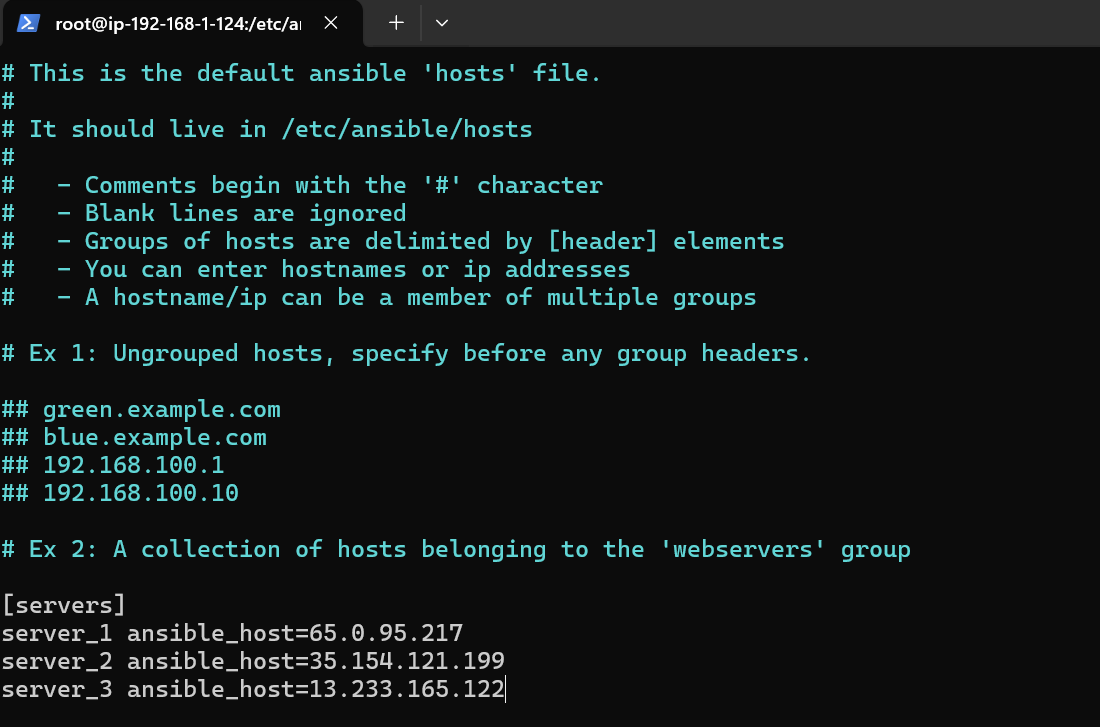 root@ip-192-168-1-124:/etc/a
# This is the default ansible 'hosts' file.
#
# It should live in /etc/ansible/hosts
#
#   - Comments begin with the '#' character
#   - Blank lines are ignored
#   - Groups of hosts are delimited by [header] elements
#   - You can enter hostnames or ip addresses
#   - A hostname/ip can be a member of multiple groups
# Ex 1: Ungrouped hosts, specify before any group headers.
## green.example.com
## blue.example.com
## 192.168.100.1
## 192.168.100.10
# Ex 2: A collection of hosts belonging to the 'webservers' group
[servers]
server_1 ansible_host=65.0.95.217
server_2 ansible_host=35.154.121.199
server_3 ansible_host=13.233.165.122